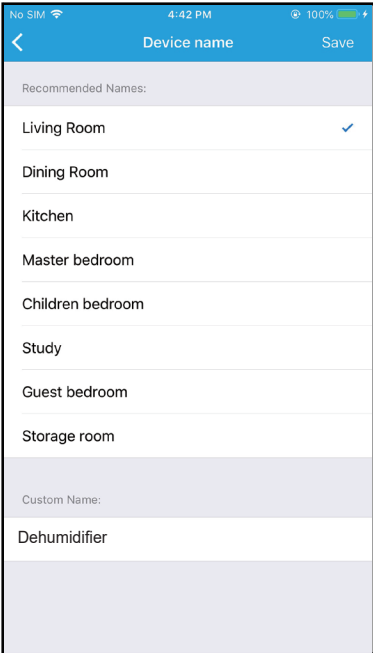 No SIM 4:42 PM 100%
Device name Save
Recommended Names:
Living Room
Dining Room
Kitchen
Master bedroom
Children bedroom
Study
Guest bedroom
Storage room
Custom Name:
Dehumidifier